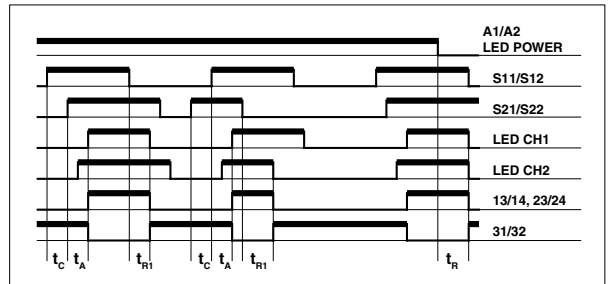 A1/A2
LED POWER
S11/S12
S21/S22
LED CH1
LED CH2
13/14, 23/24
31/32
tC tA tR1 tC tA tR1 tR